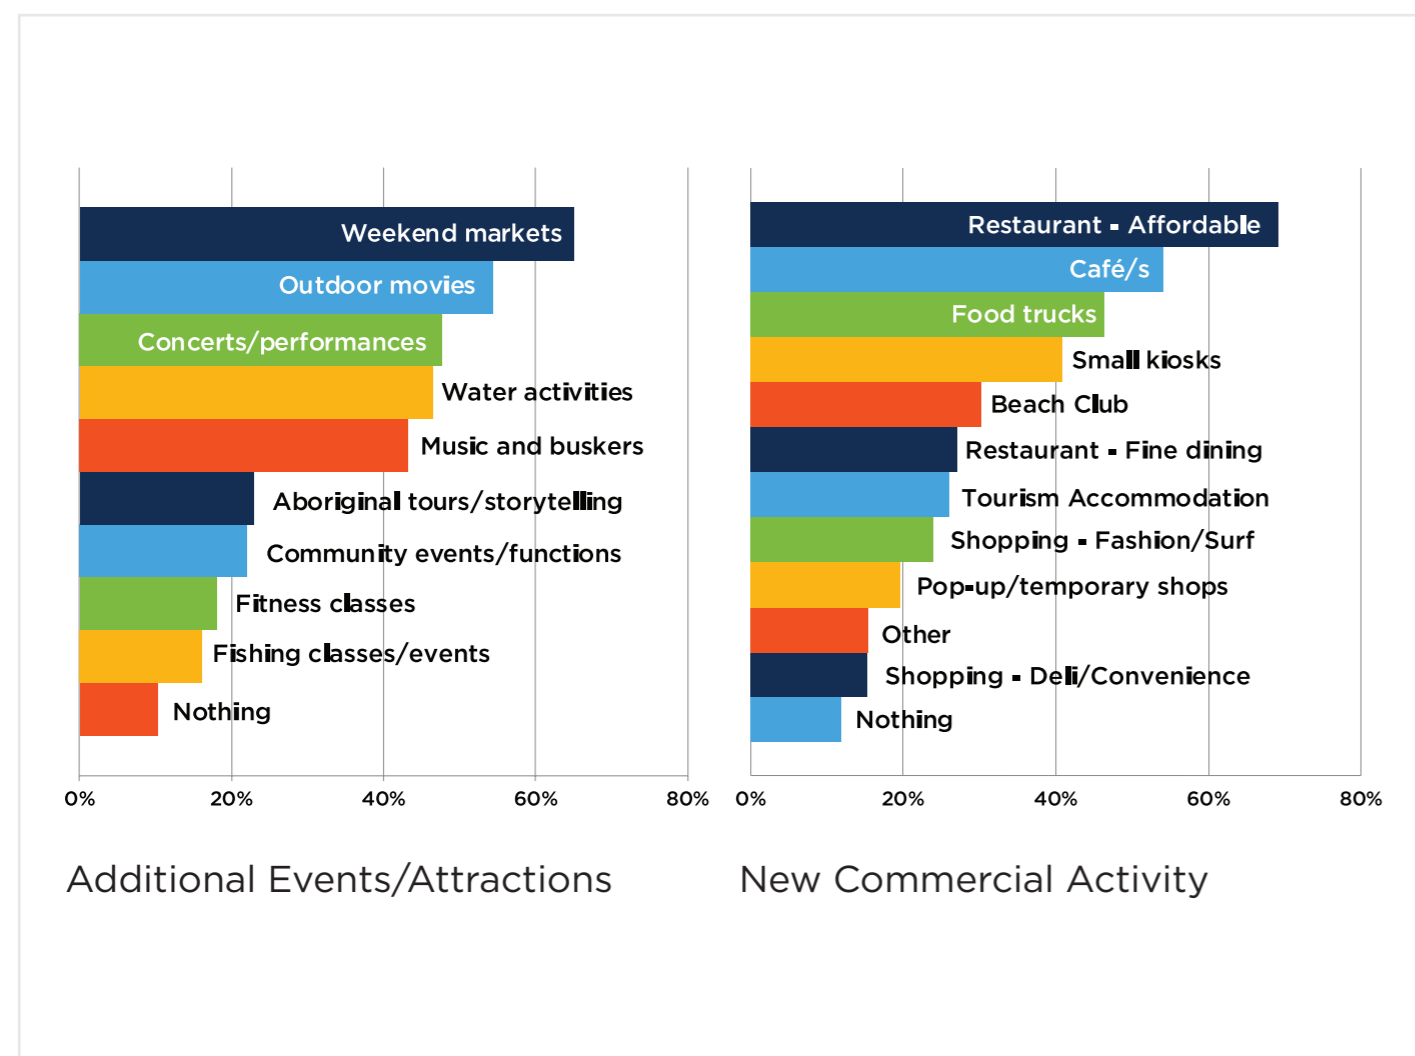 Weekend markets
Outdoor movies
Concerts/performances
Water activities
Music and buskers
Aboriginal tours/storytelling
Community events/functions
Fitness classes
Fishing classes/events
Nothing
0% 20% 40% 60% 80%
Additional Events/Attractions
Restaurant - Affordable
Café/s
Food trucks
Small kiosks
Beach Club
Restaurant - Fine dining
Tourism Accommodation
Shopping - Fashion/Surf
Pop-up/temporary shops
Other
Shopping - Deli/Convenience
Nothing
0% 20% 40% 60% 80%
New Commercial Activity